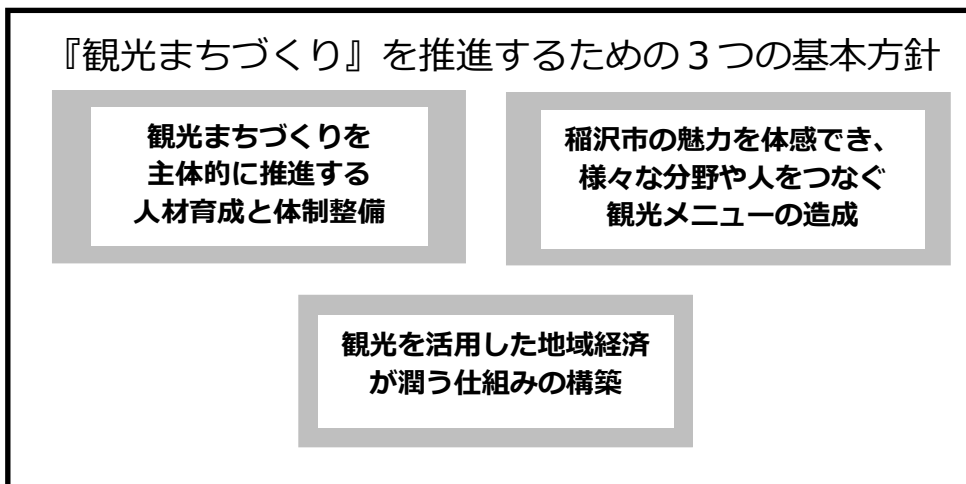 『観光まちづくり』を推進するための３つの基本方針
観光まちづくりを
主体的に推進する
人材育成と体制整備
稲沢市の魅力を体感でき、
様々な分野や人をつなぐ
観光メニューの造成
観光を活用した地域経済
が潤う仕組みの構築